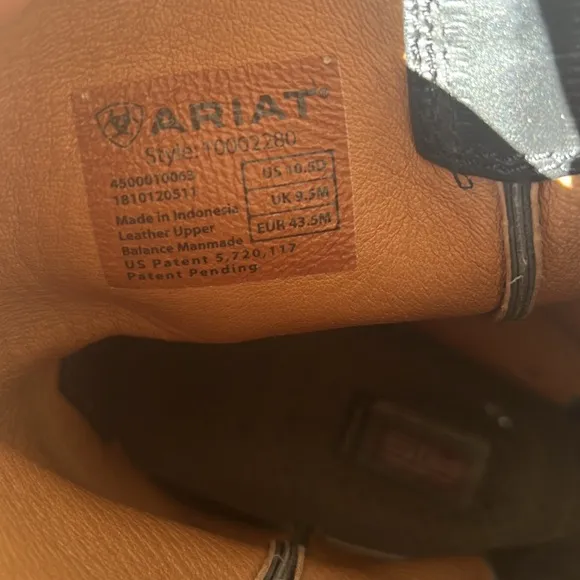 ARIAT®
Style: 10002280
4500010063
1810120511
Made in Indonesia
Leather Upper
Balance Manmade
US Patent 5,720,117
Patent Pending
US 10.5D
UK 9.5M
EUR 43.5M